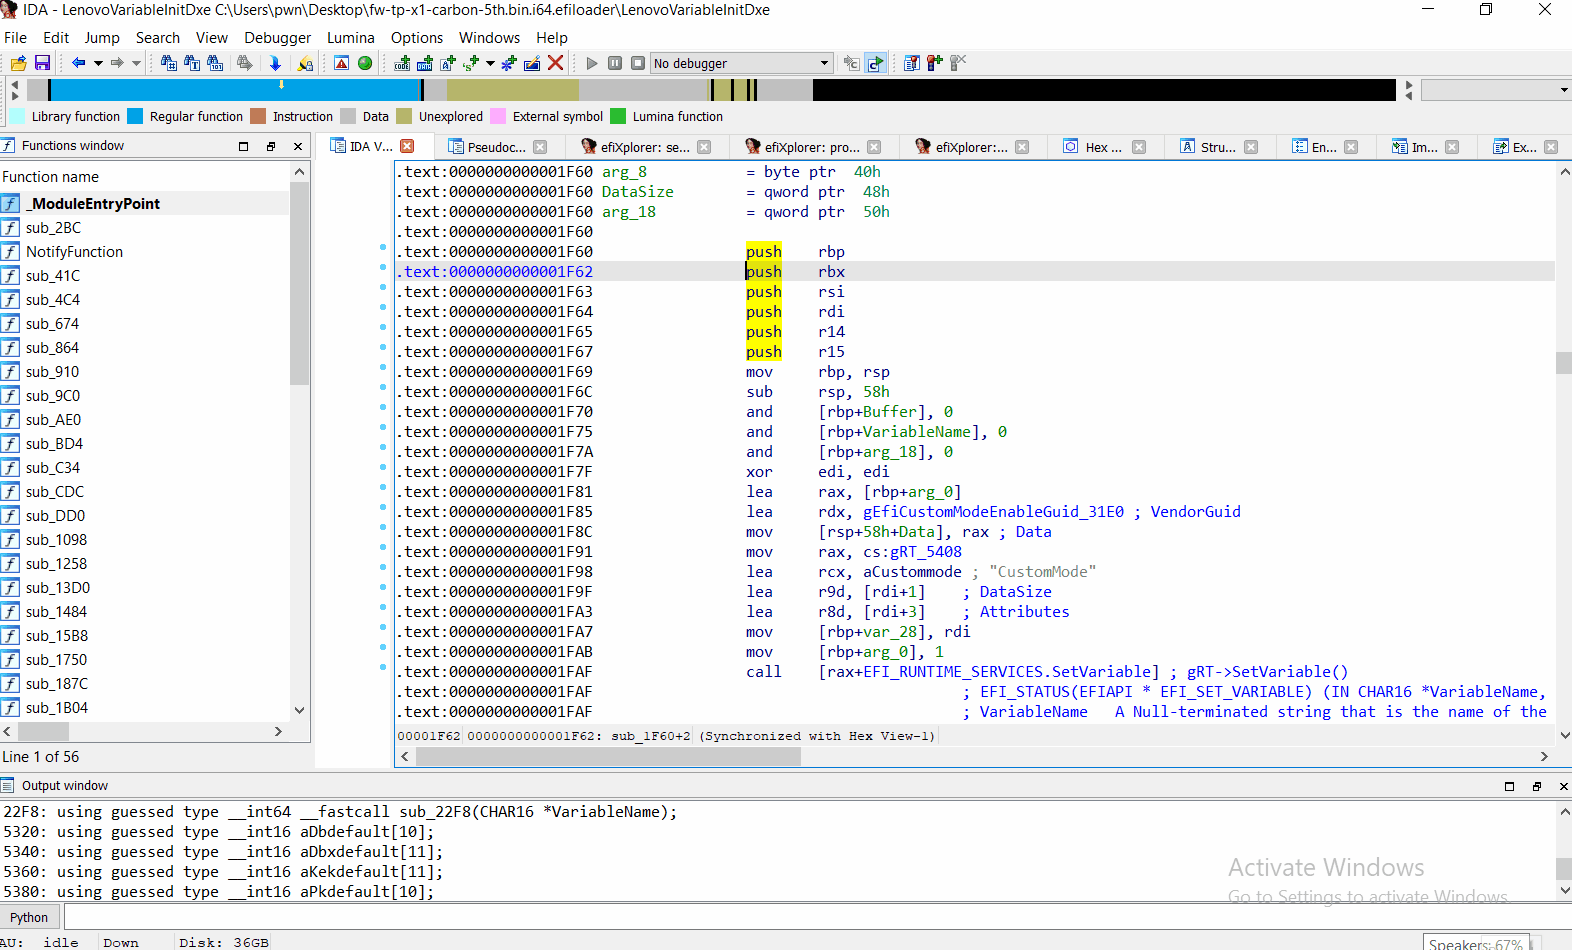 IDA - LenovoVariableInitDxe C:\Users\pwn\Desktop\fw-tp-x1-carbon-5th.bin.i64.efiloader\LenovoVariableInitDxe
File Edit Jump Search View Debugger Lumina Options Windows Help
No debugger
Library function Regular function Instruction Data Unexplored External symbol Lumina function
Functions window
IDA V... Pseudoc... efiXplorer: se... efiXplorer: pro... efiXplorer:... Hex ... Stru... En... Im... Ex...
Function name
_ModuleEntryPoint
sub_2BC
NotifyFunction
sub_41C
sub_4C4
sub_674
sub_864
sub_910
sub_9C0
sub_AE0
sub_BD4
sub_C34
sub_CDC
sub_DD0
sub_1098
sub_1258
sub_13D0
sub_1484
sub_15B8
sub_1750
sub_187C
sub_1B04
Line 1 of 56
.text:0000000000001F60 arg_8 = byte ptr 40h
.text:0000000000001F60 DataSize = qword ptr 48h
.text:0000000000001F60 arg_18 = qword ptr 50h
.text:0000000000001F60
.text:0000000000001F60 push rbp
.text:0000000000001F62 push rbx
.text:0000000000001F63 push rsi
.text:0000000000001F64 push rdi
.text:0000000000001F65 push r14
.text:0000000000001F67 push r15
.text:0000000000001F69 mov rbp, rsp
.text:0000000000001F6C sub rsp, 58h
.text:0000000000001F70 and [rbp+Buffer], 0
.text:0000000000001F75 and [rbp+VariableName], 0
.text:0000000000001F7A and [rbp+arg_18], 0
.text:0000000000001F7F xor edi, edi
.text:0000000000001F81 lea rax, [rbp+arg_0]
.text:0000000000001F85 lea rdx, gEfiCustomModeEnableGuid_31E0 ; VendorGuid
.text:0000000000001F8C mov [rsp+58h+Data], rax ; Data
.text:0000000000001F91 mov rax, cs:gRT_5408
.text:0000000000001F98 lea rcx, aCustommode ; "CustomMode"
.text:0000000000001F9F lea r9d, [rdi+1] ; DataSize
.text:0000000000001FA3 lea r8d, [rdi+3] ; Attributes
.text:0000000000001FA7 mov [rbp+var_28], rdi
.text:0000000000001FAB mov [rbp+arg_0], 1
.text:0000000000001FAF call [rax+EFI_RUNTIME_SERVICES.SetVariable] ; gRT->SetVariable()
.text:0000000000001FAF ; EFI_STATUS(EFIAPI * EFI_SET_VARIABLE) (IN CHAR16 *VariableName,
.text:0000000000001FAF ; VariableName A Null-terminated string that is the name of the
00001F62 0000000000001F62: sub_1F60+2 (Synchronized with Hex View-1)
Output window
22F8: using guessed type __int64 __fastcall sub_22F8(CHAR16 *VariableName);
5320: using guessed type __int16 aDbdefault[10];
5340: using guessed type __int16 aDbxdefault[11];
5360: using guessed type __int16 aKekdefault[11];
5380: using guessed type __int16 aPkdefault[10];
Activate Windows
Go to Settings to activate Windows.
Python
AU: idle Down Disk: 36GB
Speakers: 67%